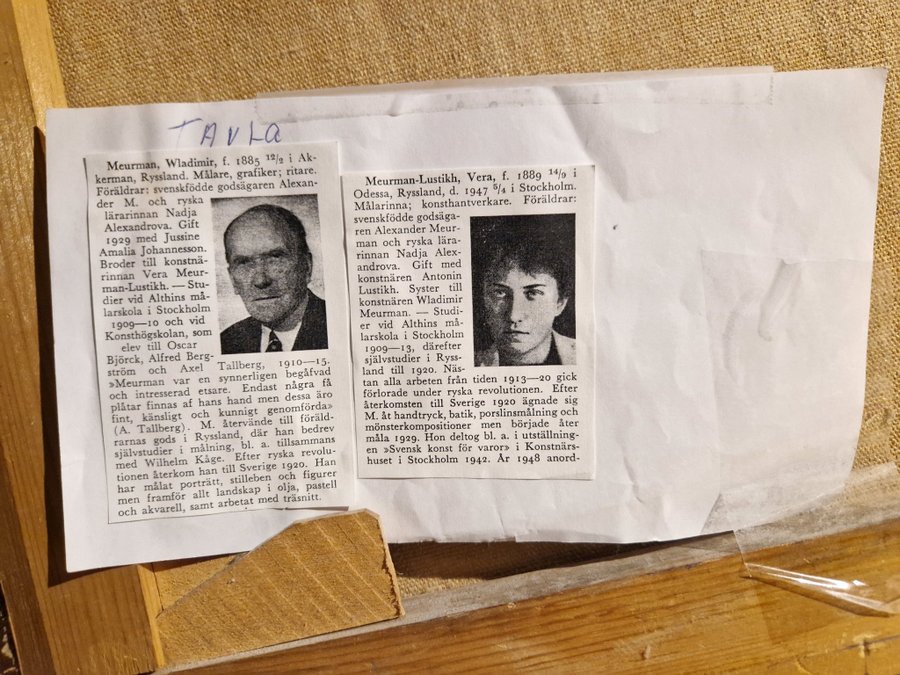 TAVLA
Meurman, Wladimir, f. 1885 12/2 i Ak-
kerman, Ryssland. Målare, grafiker; ritare.
Föräldrar: svenskfödde godsägaren Alexan-
der M. och ryska
lärarinnan Nadja
Alexandrova. Gift
1929 med Jussine
Amalia Johannesson.
Broder till konstnä-
rinnan Vera Meur-
man-Lustikh. — Stu-
dier vid Althins må-
larskola i Stockholm
1909—10 och vid
Konsthögskolan, som
elev till Oscar
Björck, Alfred Berg-
ström och Axel Tallberg, 1910—15.
»Meurman var en synnerligen begåfvad
och intresserad etsare. Endast några få
plåtar finnas af hans hand men dessa äro
fint, känsligt och kunnigt genomförda»
(A. Tallberg). M. återvände till föräld-
rarnas gods i Ryssland, där han bedrev
självstudier i målning, bl. a. tillsammans
med Wilhelm Kåge. Efter ryska revolu-
tionen återkom han till Sverige 1920. Han
har målat porträtt, stilleben och figurer
men framför allt landskap i olja, pastell
och akvarell, samt arbetat med träsnitt.
Meurman-Lustikh, Vera, f. 1889 14/9 i
Odessa, Ryssland, d. 1947 5/4 i Stockholm.
Målarinna; konsthantverkare. Föräldrar:
svenskfödde godsäga-
ren Alexander Meur-
man och ryska lära-
rinnan Nadja Alex-
androva. Gift med
konstnären Antonin
Lustikh. Syster till
konstnären Wladimir
Meurman. — Studi-
er vid Althins må-
larskola i Stockholm
1909—13, därefter
självstudier i Ryss-
land till 1920. Näs-
tan alla arbeten från tiden 1913—20 gick
förlorade under ryska revolutionen. Efter
återkomsten till Sverige 1920 ägnade sig
M. åt handtryck, batik, porslinsmålning och
mönsterkompositioner men började åter
måla 1929. Hon deltog bl. a. i utställning-
en »Svensk konst för varor» i Konstnärs-
huset i Stockholm 1942. År 1948 anord-